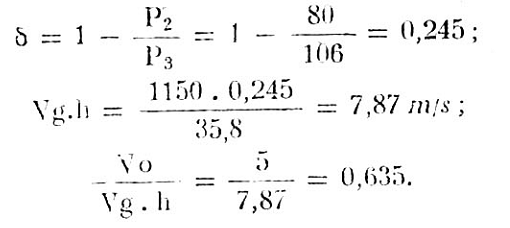 δ = 1 − P₂/P₃ = 1 − 80/106 = 0,245 ;
Vg.h = 1150 . 0,245/35,8 = 7,87 m/s ;
Vo/Vg . h = 5/7,87 = 0,635.